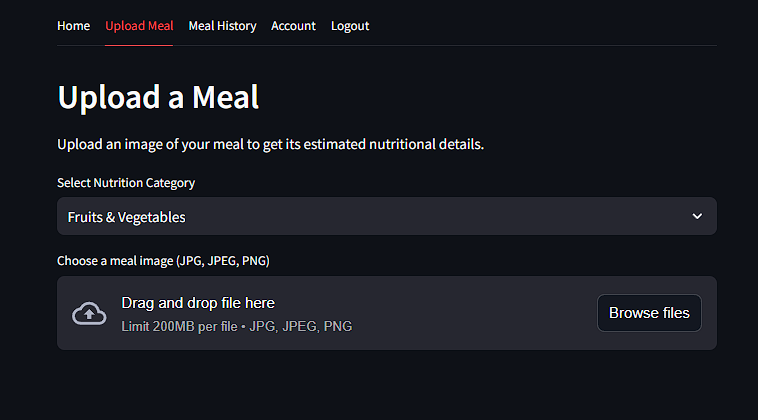 Home Upload Meal Meal History Account Logout
Upload a Meal
Upload an image of your meal to get its estimated nutritional details.
Select Nutrition Category
Fruits & Vegetables
Choose a meal image (JPG, JPEG, PNG)
Drag and drop file here
Limit 200MB per file • JPG, JPEG, PNG
Browse files